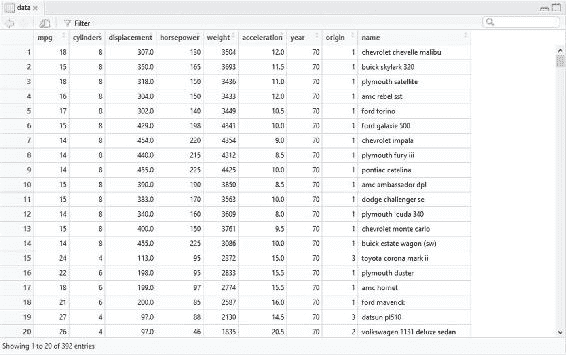 data
Filter
mpg cylinders displacement horsepower weight acceleration year origin name
1 18 8 307.0 130 3504 12.0 70 1 chevrolet chevelle malibu
2 15 8 350.0 165 3693 11.5 70 1 buick skylark 320
3 18 8 318.0 150 3436 11.0 70 1 plymouth satellite
4 16 8 304.0 150 3433 12.0 70 1 amc rebel sst
5 17 8 302.0 140 3449 10.5 70 1 ford torino
6 15 8 429.0 198 4341 10.0 70 1 ford galaxie 500
7 14 8 454.0 220 4354 9.0 70 1 chevrolet impala
8 14 8 440.0 215 4312 8.5 70 1 plymouth fury iii
9 14 8 455.0 225 4425 10.0 70 1 pontiac catalina
10 15 8 390.0 190 3850 8.5 70 1 amc ambassador dpl
11 15 8 383.0 170 3563 10.0 70 1 dodge challenger se
12 14 8 340.0 160 3609 8.0 70 1 plymouth 'cuda 340
13 15 8 400.0 150 3761 9.5 70 1 chevrolet monte carlo
14 14 8 455.0 225 3086 10.0 70 1 buick estate wagon (sw)
15 24 4 113.0 95 2372 15.0 70 3 toyota corona mark ii
16 22 6 198.0 95 2833 15.5 70 1 plymouth duster
17 18 6 199.0 97 2774 15.5 70 1 amc hornet
18 21 6 200.0 85 2587 16.0 70 1 ford maverick
19 27 4 97.0 88 2130 14.5 70 3 datsun pl510
20 26 4 97.0 46 1835 20.5 70 2 volkswagen 1131 deluxe sedan
Showing 1 to 20 of 392 entries